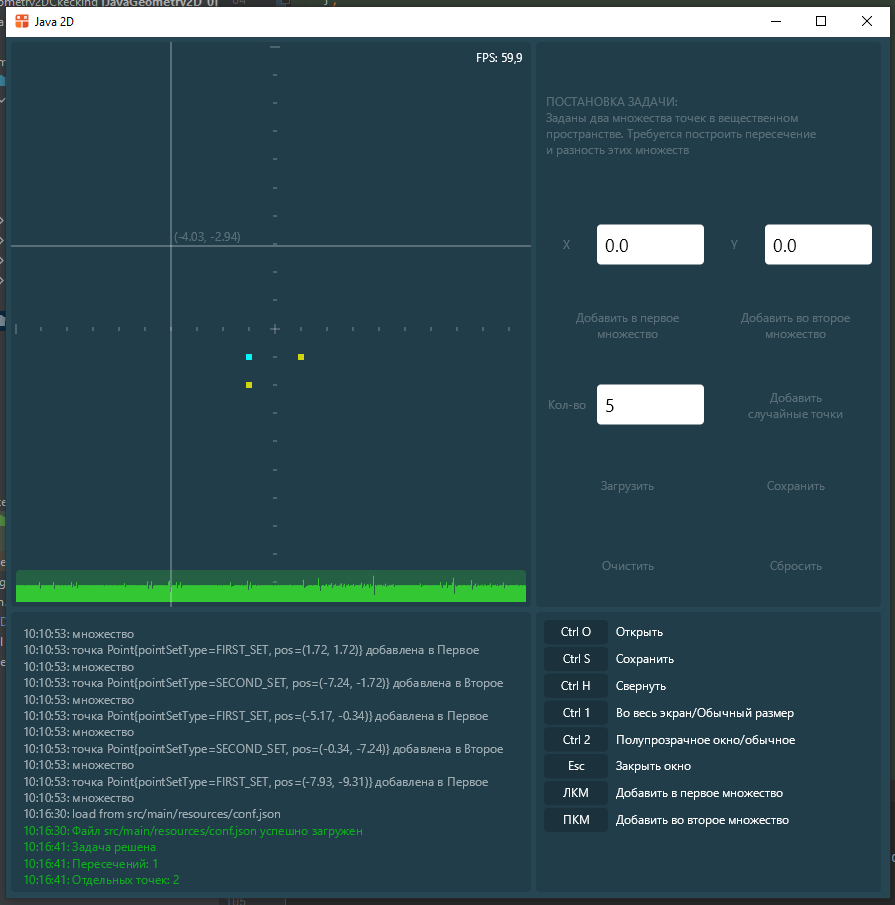 Java 2D
FPS: 59,9
(-4.03, -2.94)
ПОСТАНОВКА ЗАДАЧИ:
Заданы два множества точек в вещественном
пространстве. Требуется построить пересечение
и разность этих множеств
X
0.0
Y
0.0
Добавить в первое
множество
Добавить во второе
множество
Кол-во
5
Добавить
случайные точки
Загрузить
Сохранить
Очистить
Сбросить
10:10:53: множество
10:10:53: точка Point{pointSetType=FIRST_SET, pos=(1.72, 1.72)} добавлена в Первое
10:10:53: множество
10:10:53: точка Point{pointSetType=SECOND_SET, pos=(-7.24, -1.72)} добавлена в Второе
10:10:53: множество
10:10:53: точка Point{pointSetType=FIRST_SET, pos=(-5.17, -0.34)} добавлена в Первое
10:10:53: множество
10:10:53: точка Point{pointSetType=SECOND_SET, pos=(-0.34, -7.24)} добавлена в Второе
10:10:53: множество
10:10:53: точка Point{pointSetType=FIRST_SET, pos=(-7.93, -9.31)} добавлена в Первое
10:10:53: множество
10:16:30: load from src/main/resources/conf.json
10:16:30: Файл src/main/resources/conf.json успешно загружен
10:16:41: Задача решена
10:16:41: Пересечений: 1
10:16:41: Отдельных точек: 2
Ctrl O Открыть
Ctrl S Сохранить
Ctrl H Свернуть
Ctrl 1 Во весь экран/Обычный размер
Ctrl 2 Полупрозрачное окно/обычное
Esc Закрыть окно
ЛКМ Добавить в первое множество
ПКМ Добавить во второе множество